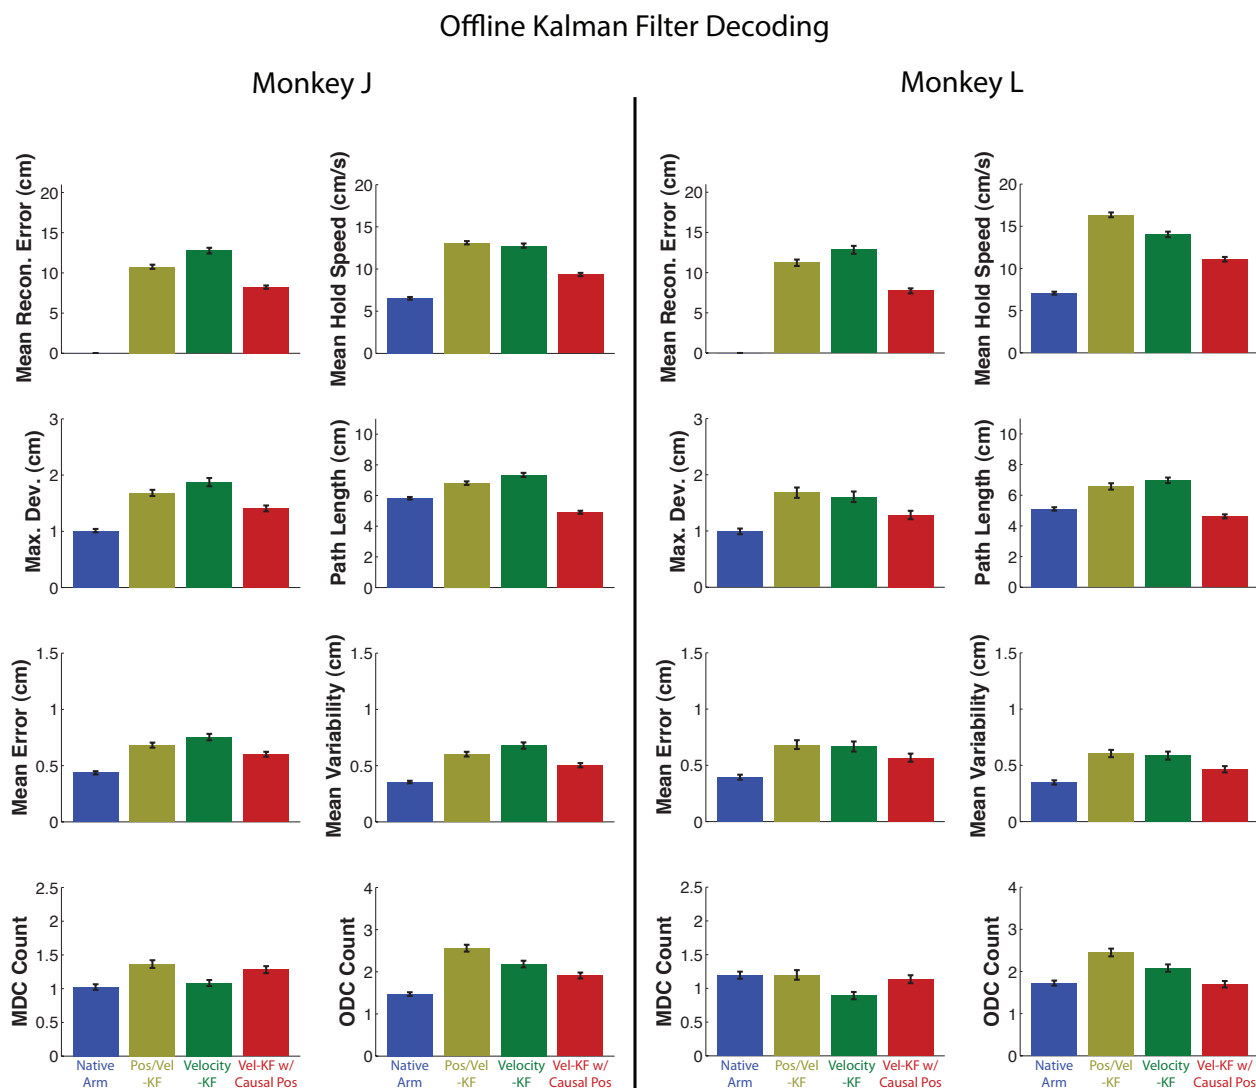 Offline Kalman Filter Decoding
Monkey J
Monkey L
Mean Recon. Error (cm)
20
15
10
5
0
Mean Hold Speed (cm/s)
20
15
10
5
0
Mean Recon. Error (cm)
20
15
10
5
0
Mean Hold Speed (cm/s)
20
15
10
5
0
Max. Dev. (cm)
3
2
1
0
Path Length (cm)
10
8
6
4
2
0
Max. Dev. (cm)
3
2
1
0
Path Length (cm)
10
8
6
4
2
0
Mean Error (cm)
1.5
1
0.5
0
Mean Variability (cm)
1.5
1
0.5
0
Mean Error (cm)
1.5
1
0.5
0
Mean Variability (cm)
1.5
1
0.5
0
MDC Count
2.5
2
1.5
1
0.5
0
Native
Arm
Pos/Vel
-KF
Velocity
-KF
Vel-KF w/
Causal Pos
ODC Count
4
3
2
1
0
Native
Arm
Pos/Vel
-KF
Velocity
-KF
Vel-KF w/
Causal Pos
MDC Count
2.5
2
1.5
1
0.5
0
Native
Arm
Pos/Vel
-KF
Velocity
-KF
Vel-KF w/
Causal Pos
ODC Count
4
3
2
1
0
Native
Arm
Pos/Vel
-KF
Velocity
-KF
Vel-KF w/
Causal Pos